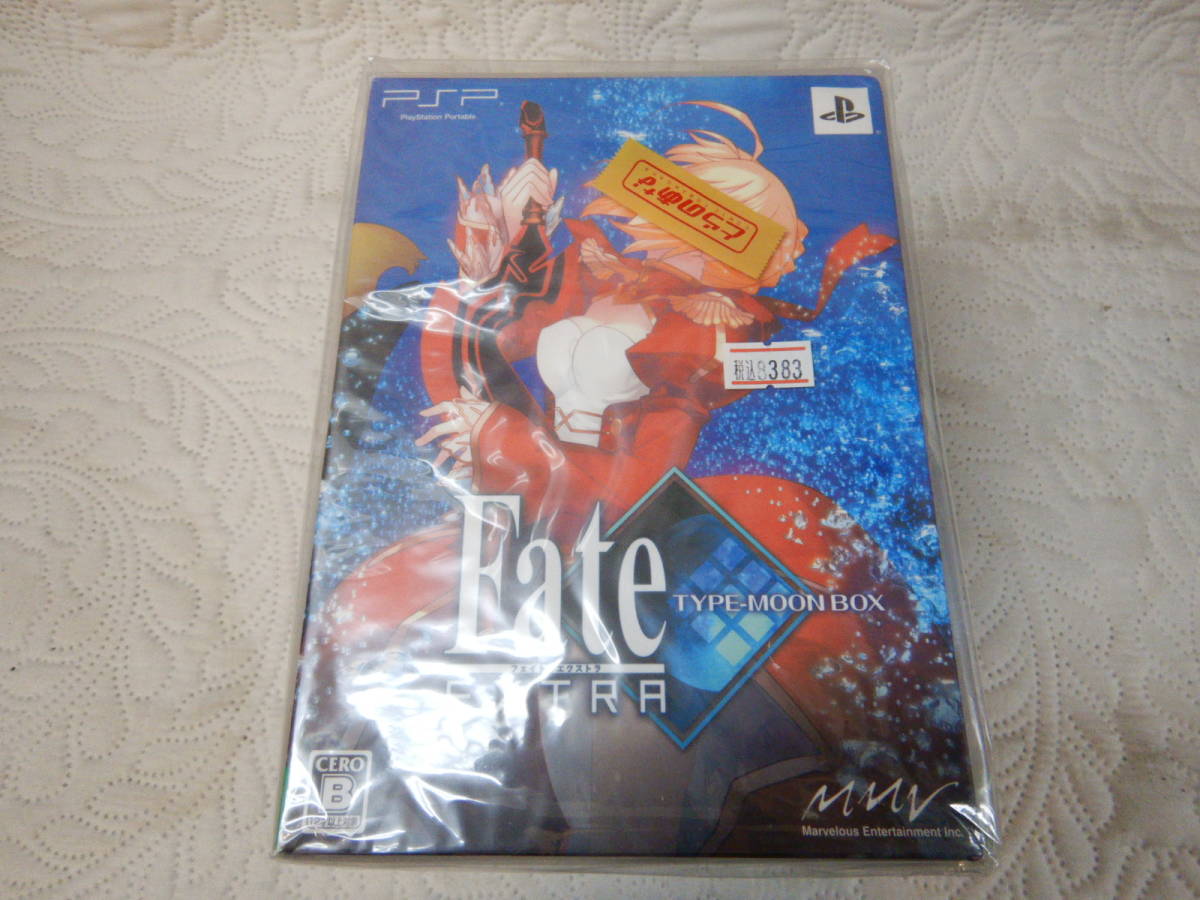 PSP
PlayStation Portable
とらのあな
税込8383
Fate
TYPE-MOON BOX
フェイト/エクストラ
EXTRA
CERO
B
Marvelous Entertainment Inc.